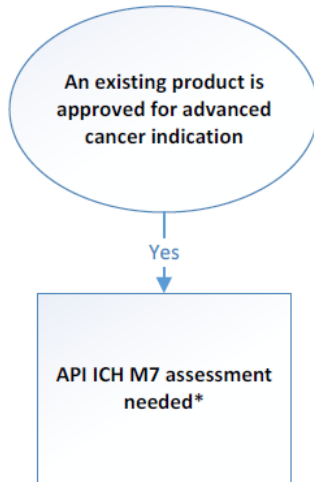 An existing product is
approved for advanced
cancer indication
Yes
API ICH M7 assessment
needed*